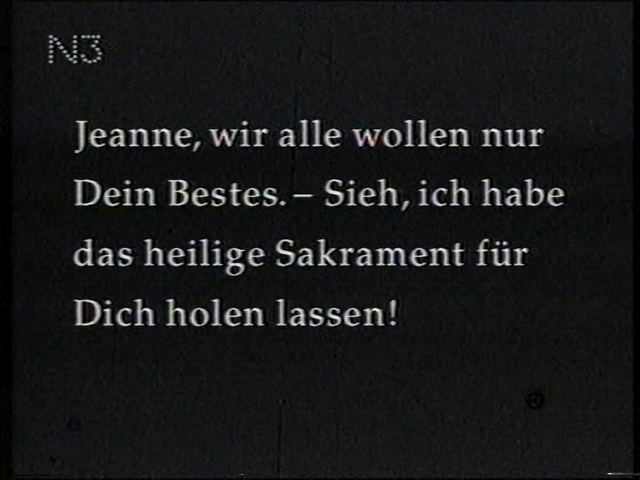 N3
Jeanne, wir alle wollen nur
Dein Bestes. – Sieh, ich habe
das heilige Sakrament für
Dich holen lassen!